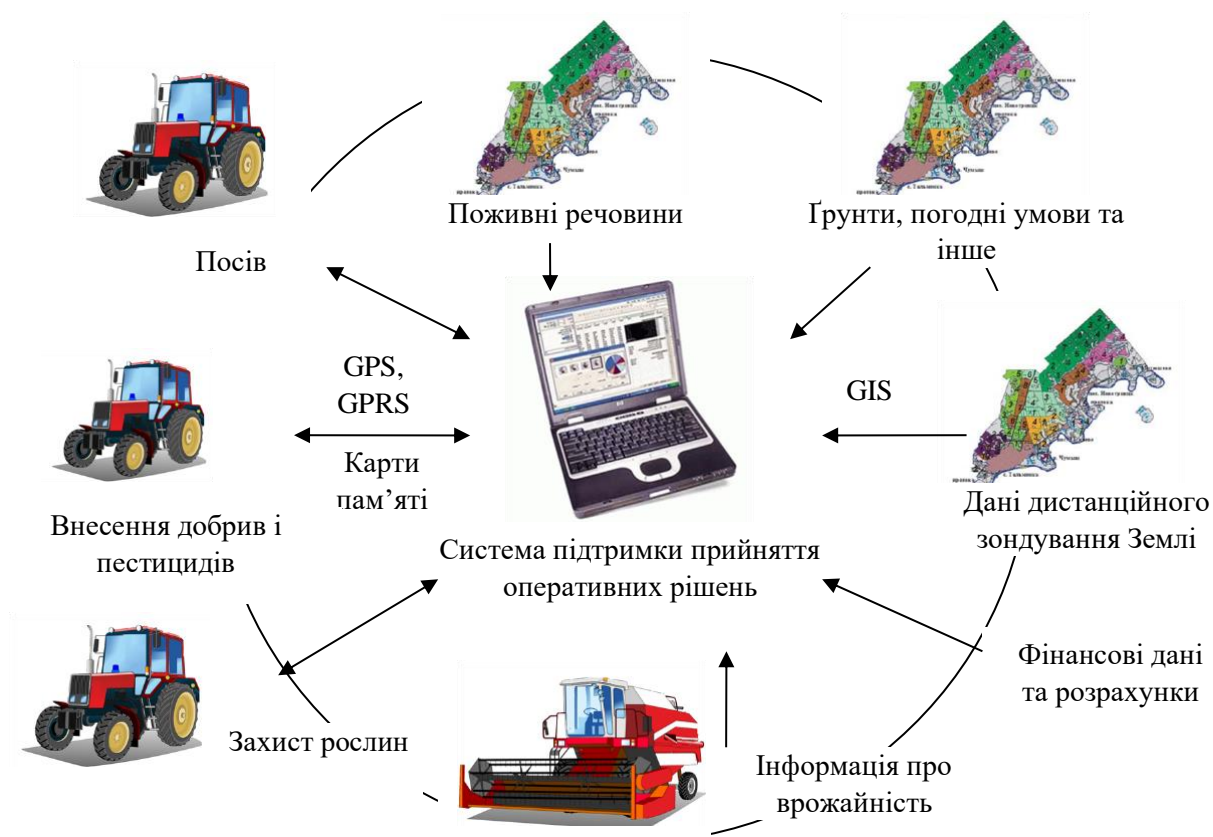 Поживні речовини
Ґрунти, погодні умови та
інше
Посів
GPS,
GPRS
GIS
Карти
пам’яті
Внесення добрив і
пестицидів
Дані дистанційного
зондування Землі
Система підтримки прийняття
оперативних рішень
Фінансові дані
та розрахунки
Захист рослин
Інформація про
врожайність